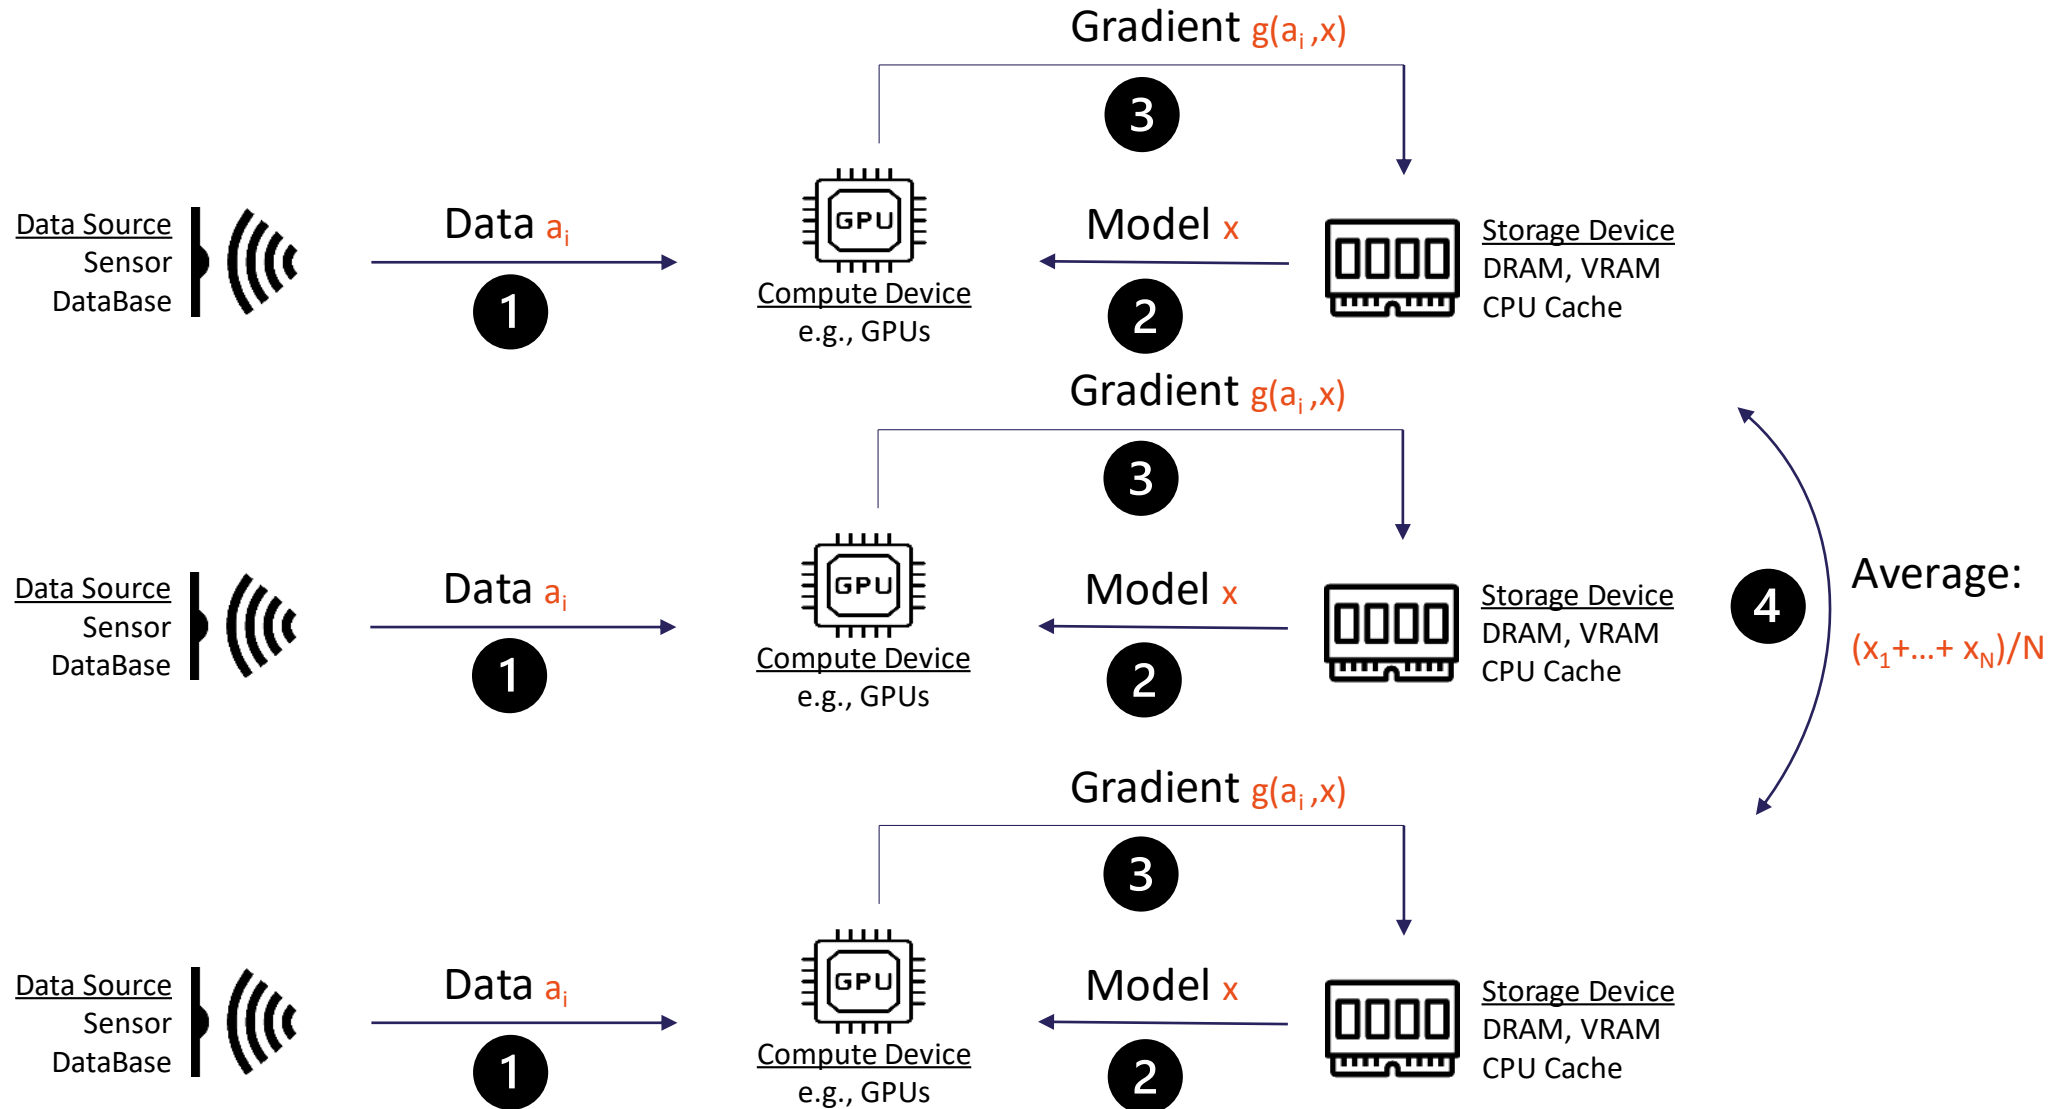 Gradient g(aᵢ ,x)
3
Data Source
Sensor
DataBase
Data aᵢ
1
GPU
Compute Device
e.g., GPUs
Model x
2
Storage Device
DRAM, VRAM
CPU Cache
Gradient g(aᵢ ,x)
3
Data Source
Sensor
DataBase
Data aᵢ
1
GPU
Compute Device
e.g., GPUs
Model x
2
Storage Device
DRAM, VRAM
CPU Cache
4
Average:
(x₁+...+ x_N)/N
Gradient g(aᵢ ,x)
3
Data Source
Sensor
DataBase
Data aᵢ
1
GPU
Compute Device
e.g., GPUs
Model x
2
Storage Device
DRAM, VRAM
CPU Cache